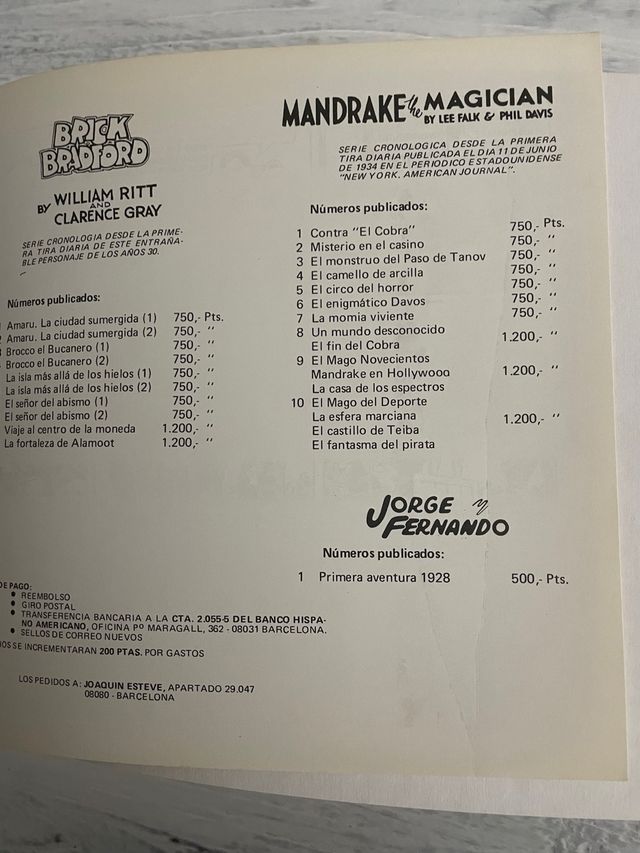 BRICK
BRADFORD
BY WILLIAM RITT
AND
CLARENCE GRAY
SERIE CRONOLOGIA DESDE LA PRIME-
RA TIRA DIARIA DE ESTE ENTRAÑA-
BLE PERSONAJE DE LOS AÑOS 30.
Números publicados:
Amaru. La ciudad sumergida (1) 750,- Pts.
Amaru. La ciudad sumergida (2) 750,- ‘‘
Brocco el Bucanero (1) 750,- ‘‘
Brocco el Bucanero (2) 750,- ‘‘
La isla más allá de los hielos (1) 750,- ‘‘
La isla más allá de los hielos (2) 750,- ‘‘
El señor del abismo (1) 750,- ‘‘
El señor del abismo (2) 750,- ‘‘
Viaje al centro de la moneda 1.200,- ‘‘
La fortaleza de Alamoot 1.200,- ‘‘
MANDRAKE the MAGICIAN
BY LEE FALK & PHIL DAVIS
SERIE CRONOLOGICA DESDE LA PRIMERA
TIRA DIARIA PUBLICADA EL DIA 11 DE JUNIO
DE 1934 EN EL PERIODICO ESTADOUNIDENSE
"NEW YORK. AMERICAN JOURNAL".
Números publicados:
1 Contra "El Cobra" 750,- Pts.
2 Misterio en el casino 750,- ‘‘
3 El monstruo del Paso de Tanov 750,- ‘‘
4 El camello de arcilla 750,- ‘‘
5 El circo del horror 750,- ‘‘
6 El enigmático Davos 750,- ‘‘
7 La momia viviente 750,- ‘‘
8 Un mundo desconocido
El fin del Cobra 1.200,- ‘‘
9 El Mago Novecientos
Mandrake en Hollywood 1.200,- ‘‘
La casa de los espectros
10 El Mago del Deporte
La esfera marciana 1.200,- ‘‘
El castillo de Teiba
El fantasma del pirata
JORGE y
FERNANDO
Números publicados:
1 Primera aventura 1928 500,- Pts.
DE PAGO:
● REEMBOLSO
● GIRO POSTAL
● TRANSFERENCIA BANCARIA A LA CTA. 2.055-5 DEL BANCO HISPA-
NO AMERICANO, OFICINA Pº MARAGALL, 362 - 08031 BARCELONA.
● SELLOS DE CORREO NUEVOS
SE INCREMENTARAN 200 PTAS. POR GASTOS
LOS PEDIDOS A: JOAQUIN ESTEVE, APARTADO 29.047
08080 - BARCELONA